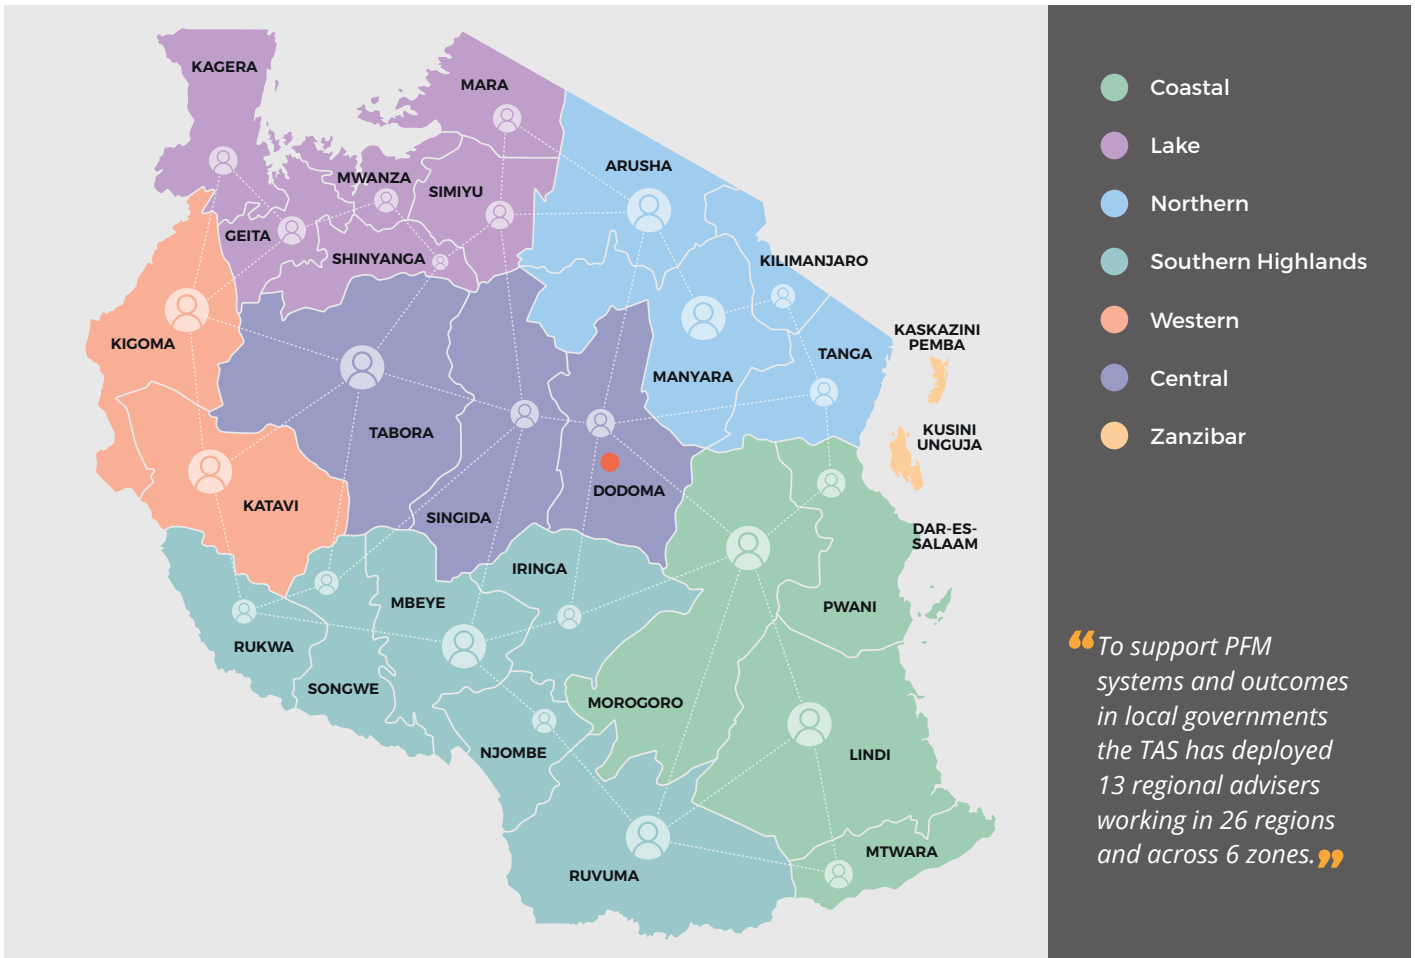 KAGERA
MARA
ARUSHA
MWANZA
SIMIYU
GEITA
SHINYANGA
KILIMANJARO
KIGOMA
KASKAZINI
PEMBA
TANGA
MANYARA
TABORA
KUSINI
UNGUJA
DODOMA
KATAVI
SINGIDA
DAR-ES-
SALAAM
IRINGA
MBEYE
PWANI
RUKWA
SONGWE
MOROGORO
NJOMBE
LINDI
MTWARA
RUVUMA
Coastal
Lake
Northern
Southern Highlands
Western
Central
Zanzibar
“To support PFM
systems and outcomes
in local governments
the TAS has deployed
13 regional advisers
working in 26 regions
and across 6 zones.”